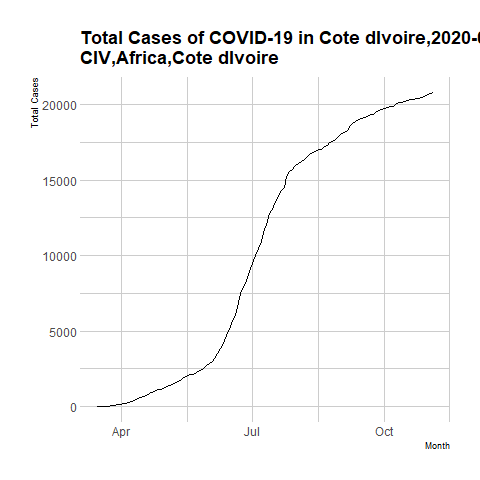 Total Cases of COVID-19 in Cote dIvoire,2020-0
CIV,Africa,Cote dIvoire
Total Cases
20000
15000
10000
5000
0
Apr Jul Oct
Month